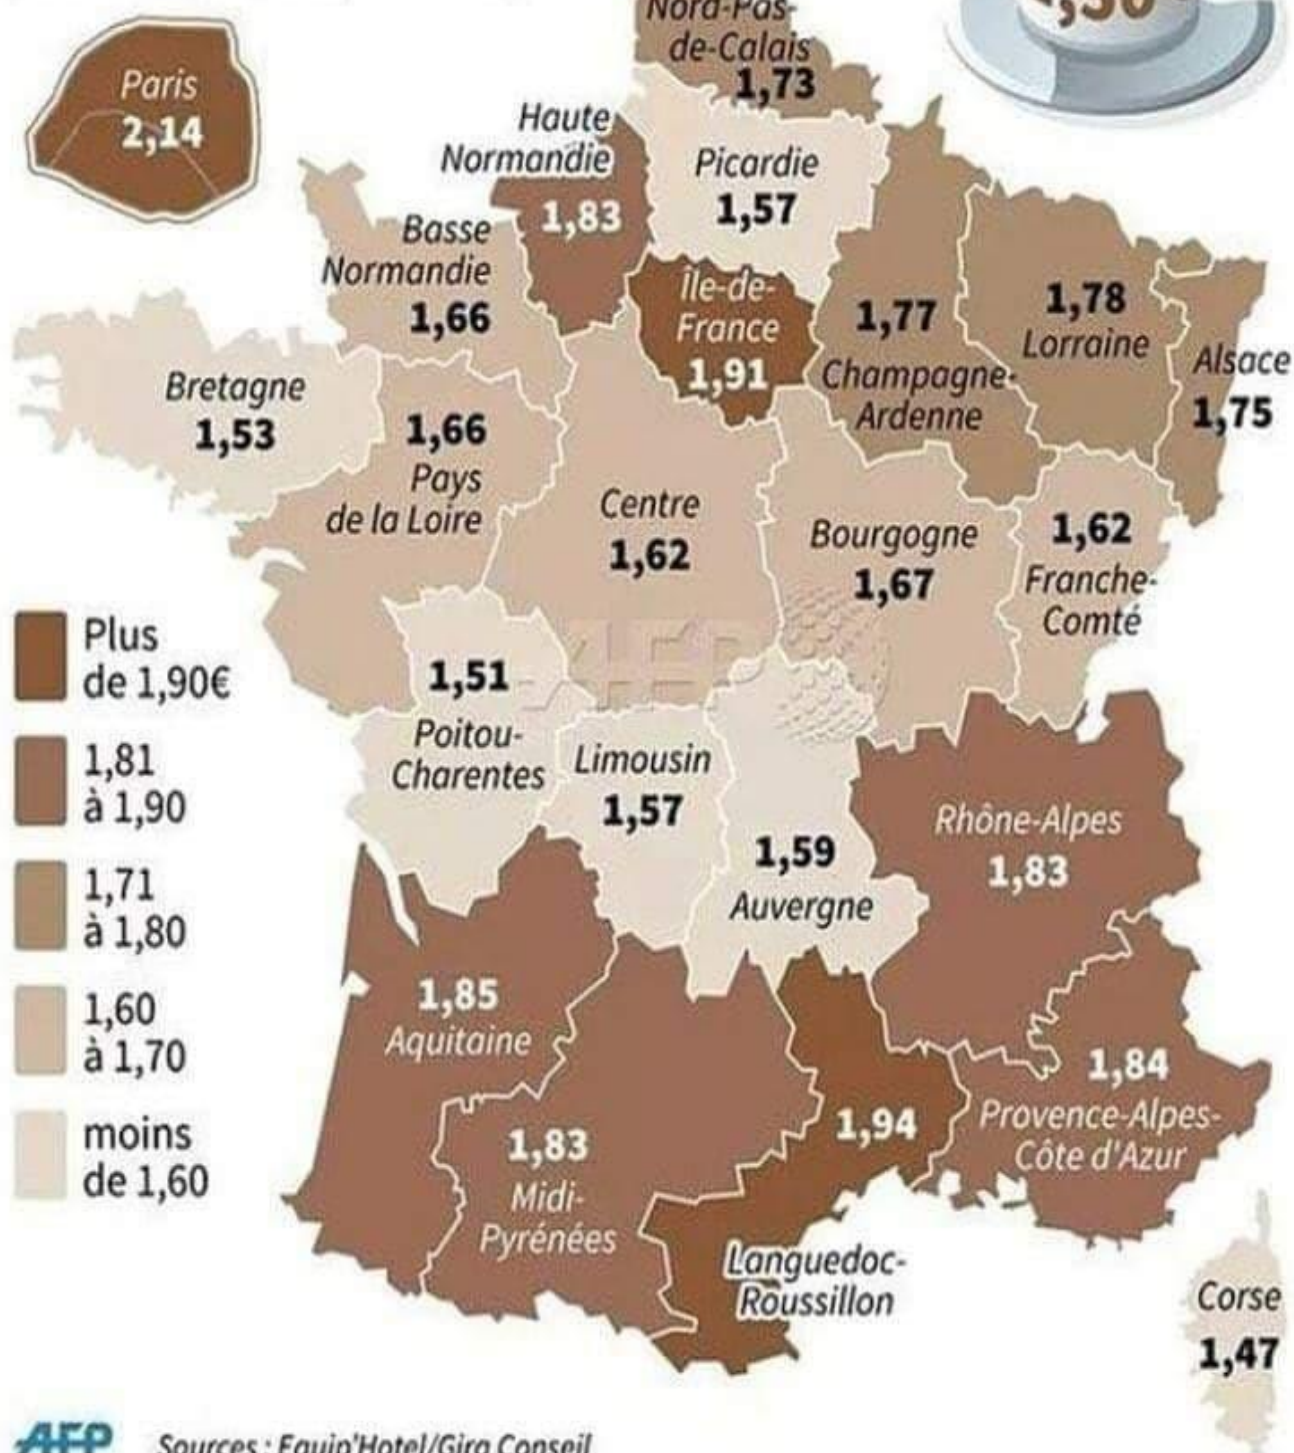 Nord-Pas-
de-Calais
1,73
Paris
2,14
Haute
Normandie
1,83
Picardie
1,57
Basse
Normandie
1,66
Île-de-
France
1,91
1,77
Champagne-
Ardenne
1,78
Lorraine
Alsace
1,75
Bretagne
1,53
1,66
Pays
de la Loire
Centre
1,62
Bourgogne
1,67
1,62
Franche-
Comté
Plus
de 1,90€
1,81
à 1,90
1,71
à 1,80
1,60
à 1,70
moins
de 1,60
AFP
1,51
Poitou-
Charentes
Limousin
1,57
1,59
Auvergne
Rhône-Alpes
1,83
1,85
Aquitaine
1,83
Midi-
Pyrénées
1,94
Languedoc-
Roussillon
1,84
Provence-Alpes-
Côte d'Azur
Corse
1,47
AFP
Sources : Equip'Hotel/Gira Conseil